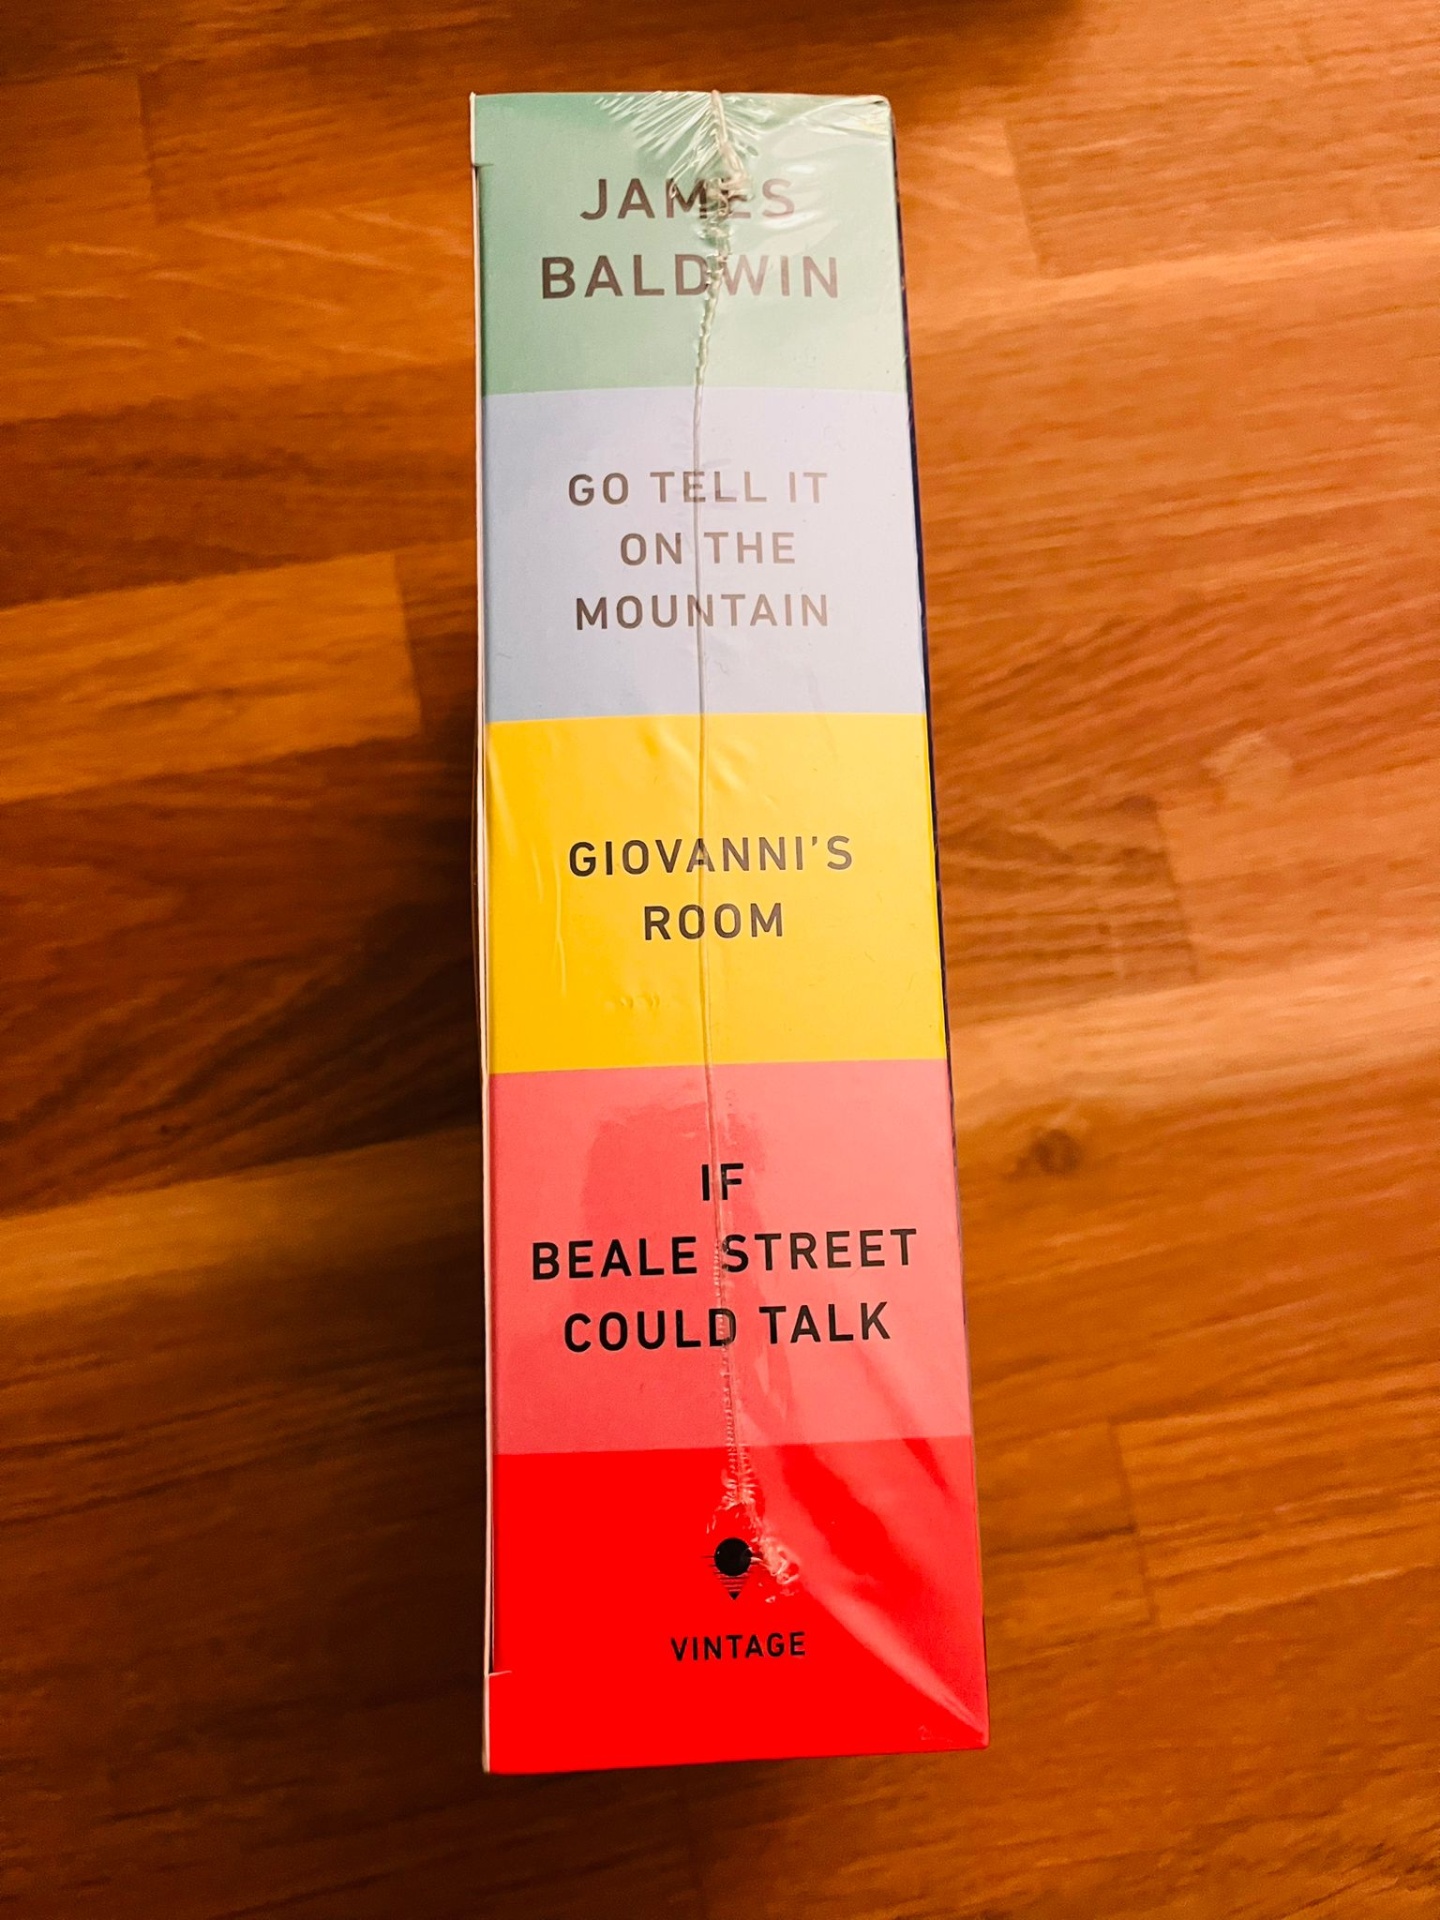 JAMES
BALDWIN
GO TELL IT
ON THE
MOUNTAIN
GIOVANNI'S
ROOM
IF
BEALE STREET
COULD TALK
VINTAGE